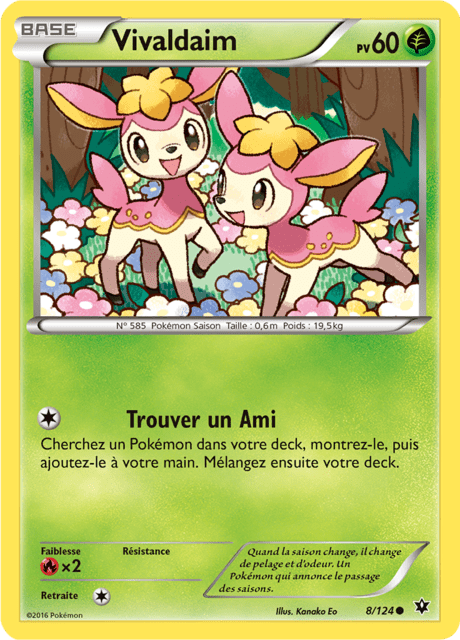 BASE
Vivaldaim
PV60
N° 585 Pokémon Saison Taille : 0,6m Poids : 19,5kg
Trouver un Ami
Cherchez un Pokémon dans votre deck, montrez-le, puis
ajoutez-le à votre main. Mélangez ensuite votre deck.
Faiblesse
×2
Résistance
Retraite
Quand la saison change, il change
de pelage et d'odeur. Un
Pokémon qui annonce le passage
des saisons.
©2016 Pokémon
Illus. Kanako Eo
8/124